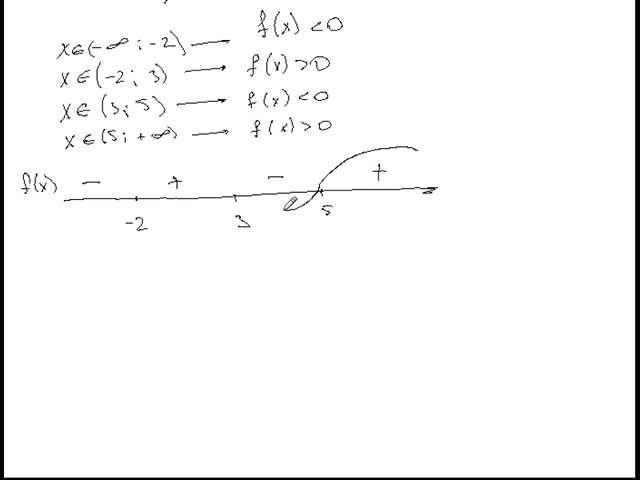 x∈(-∞;-2) → f(x)<0
x∈(-2;3) → f(x)>0
x∈(3;5) → f(x)<0
x∈(5;+∞) → f(x)>0
f(x) - + - +
-2 3 5